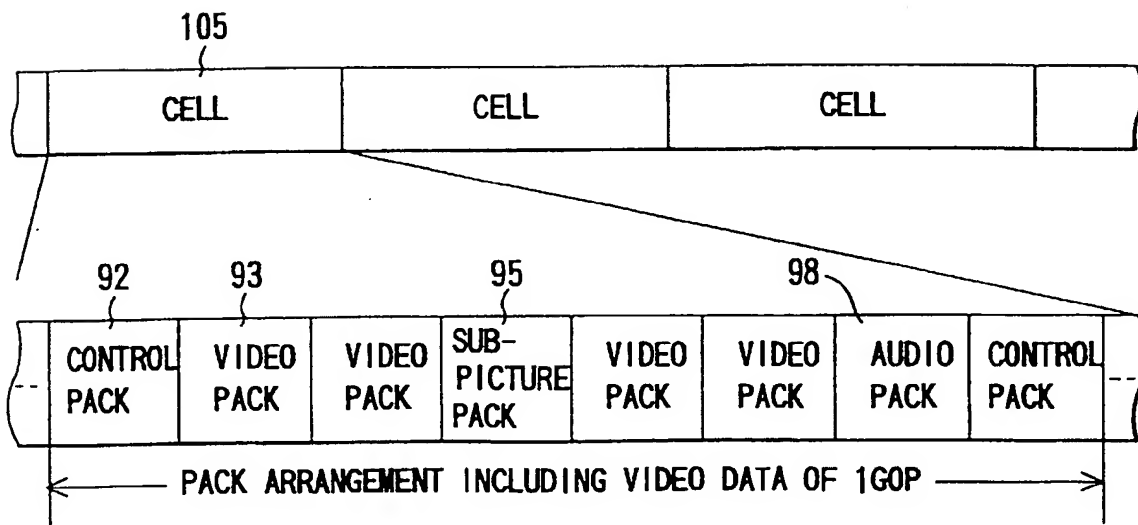 105
CELL CELL CELL
92 93 95 98
CONTROL PACK VIDEO PACK VIDEO PACK SUB-PICTURE PACK VIDEO PACK VIDEO PACK AUDIO PACK CONTROL PACK
PACK ARRANGEMENT INCLUDING VIDEO DATA OF 1GOP